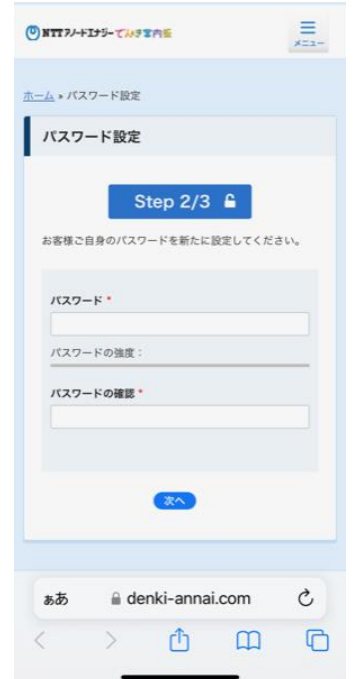 NTTアノードエナジーでんき案内板
メニュー
ホーム » パスワード設定
パスワード設定
Step 2/3
お客様ご自身のパスワードを新たに設定してください。
パスワード *
パスワードの強度：
パスワードの確認 *
次へ
ああ denki-annai.com